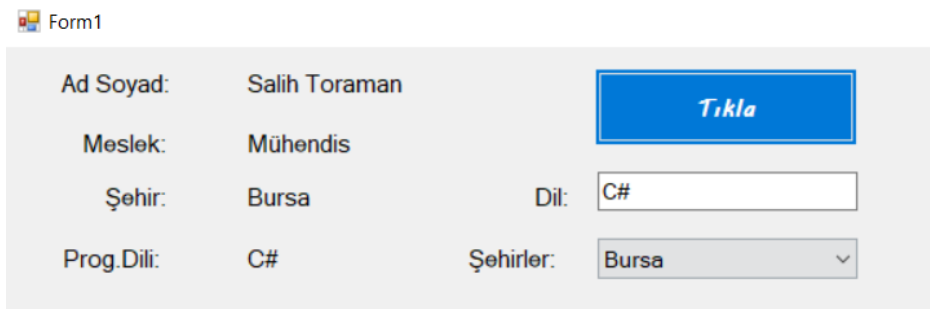 Form1
Ad Soyad: Salih Toraman
Tıkla
Meslek: Mühendis
Şehir: Bursa Dil: C#
Prog.Dili: C# Şehirler: Bursa